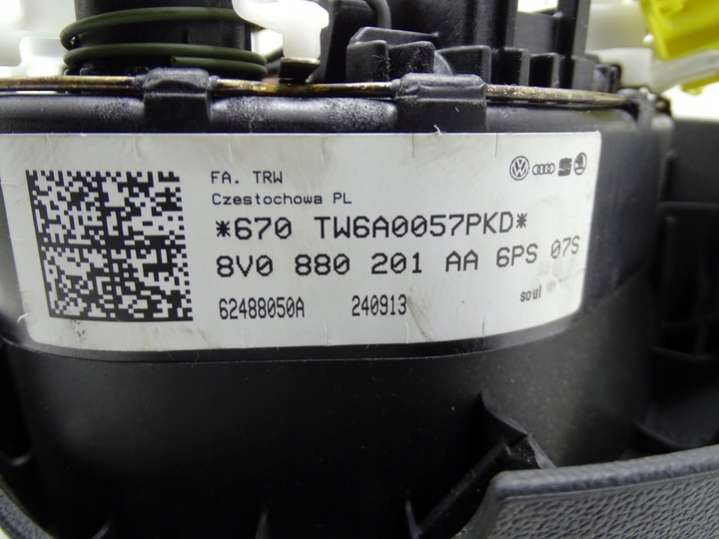 FA. TRW
Czestochowa PL
*670 TW6A0057PKD*
8V0 880 201 AA 6PS 07S
62488050A 240913
soul